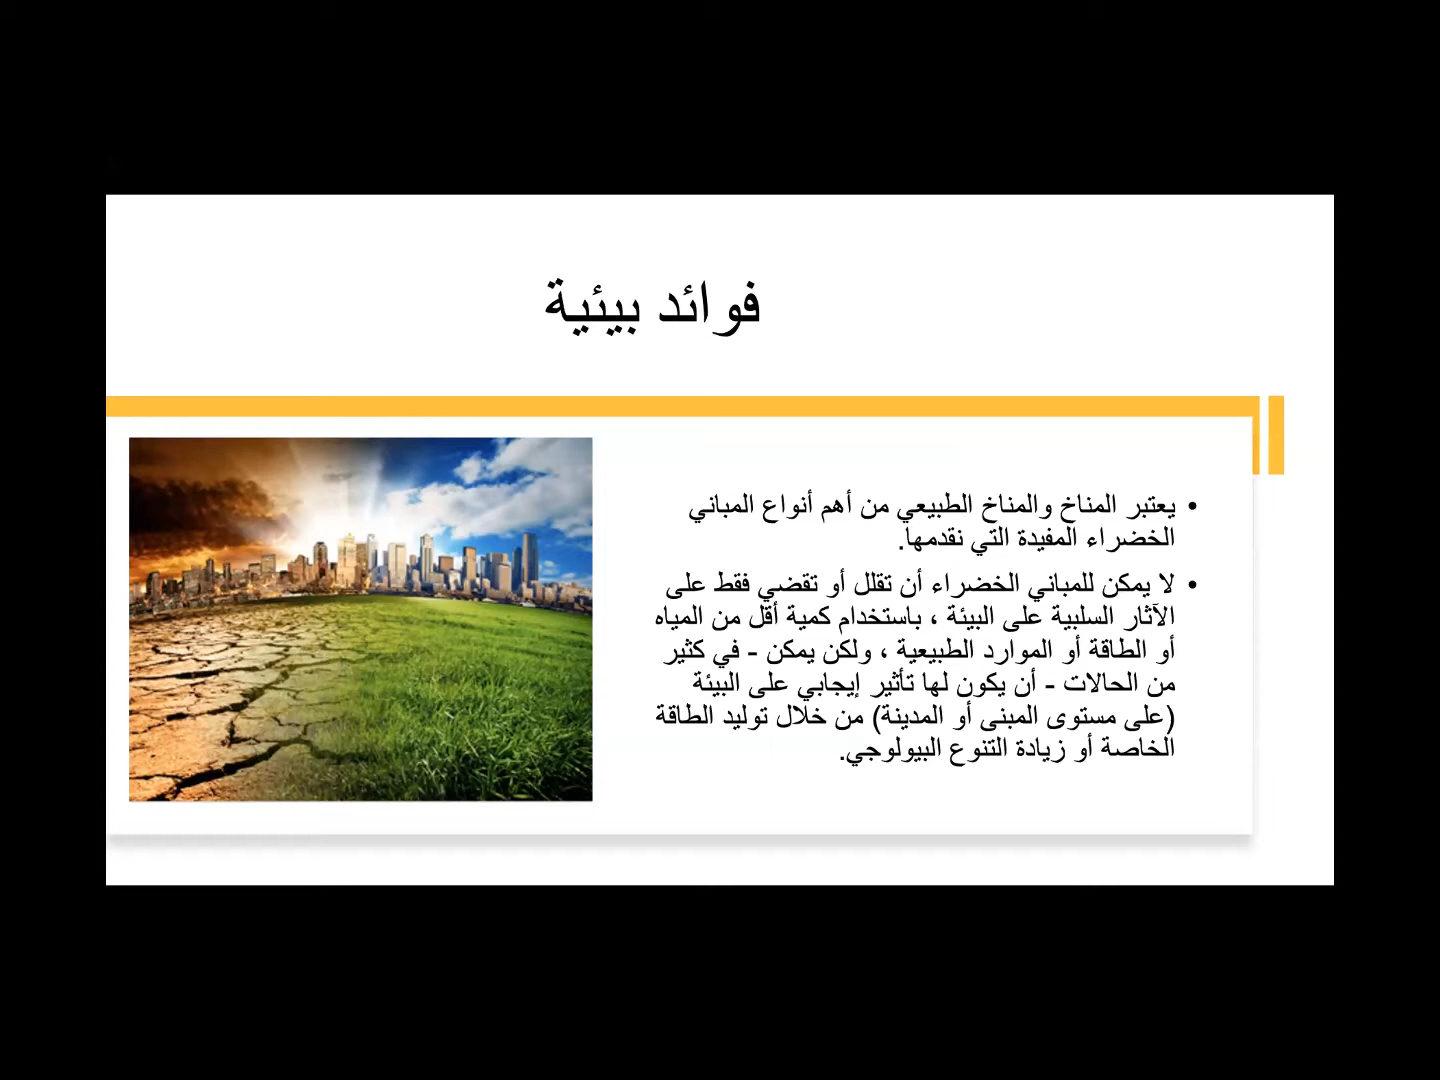 فوائد بيئية
• يعتبر المناخ والمناخ الطبيعي من أهم أنواع المباني
الخضراء المفيدة التي نقدمها.
• لا يمكن للمباني الخضراء أن تقلل أو تقضي فقط على
الآثار السلبية على البيئة ، باستخدام كمية أقل من المياه
أو الطاقة أو الموارد الطبيعية ، ولكن يمكن - في كثير
من الحالات - أن يكون لها تأثير إيجابي على البيئة
(على مستوى المبنى أو المدينة) من خلال توليد الطاقة
الخاصة أو زيادة التنوع البيولوجي.